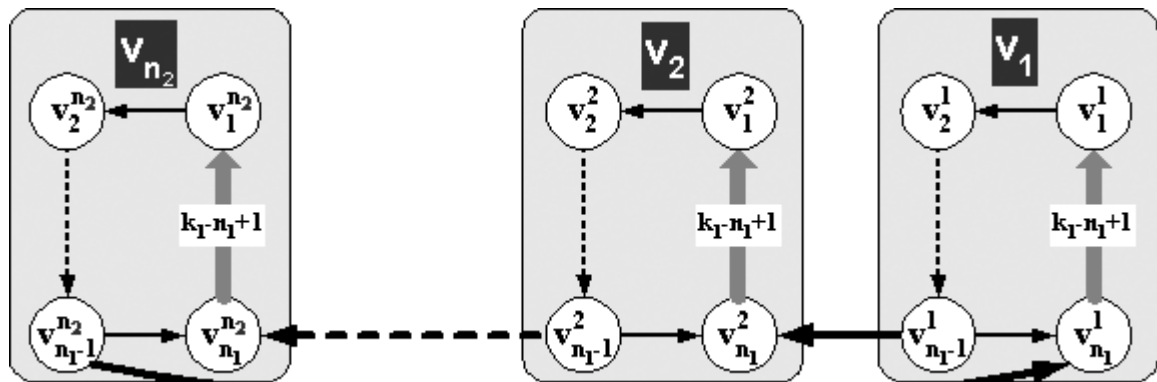 V_{n_2} V_2 V_1
v_2^{n_2} v_1^{n_2} v_2^2 v_1^2 v_2^1 v_1^1
k_1-n_1+1 k_1-n_1+1 k_1-n_1+1
v_{n_1-1}^{n_2} v_{n_1}^{n_2} v_{n_1-1}^2 v_{n_1}^2 v_{n_1-1}^1 v_{n_1}^1